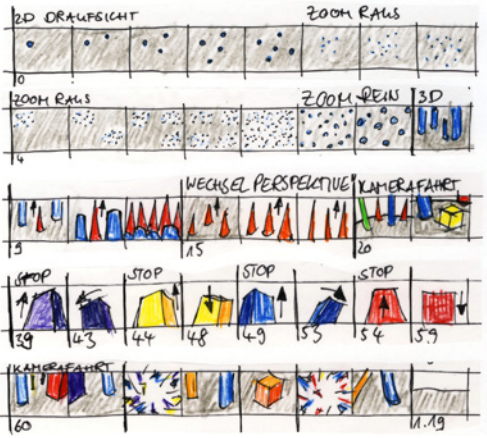 2D DRAUFSICHT ZOOM RAUS
0
ZOOM RAUS ZOOM REIN 3D
4
WECHSEL PERSPEKTIVE KAMERAFAHRT
9 15 20
STOP STOP STOP STOP
39 43 44 48 49 53 54 59
KAMERAFAHRT
60 1.19